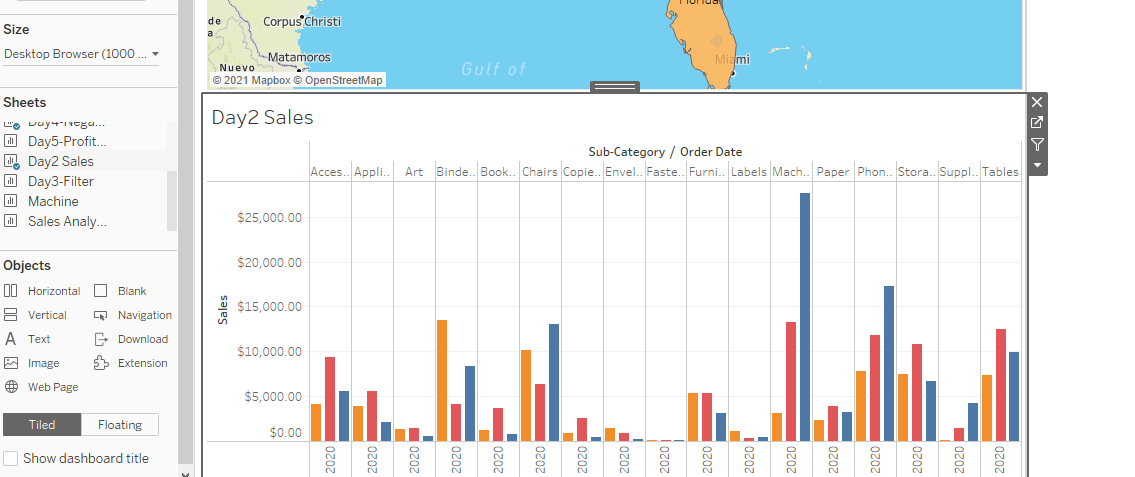 Size
Desktop Browser (1000 ...
Sheets
Day4-Nega...
Day5-Profit...
Day2 Sales
Day3-Filter
Machine
Sales Analy...
Objects
Horizontal
Blank
Vertical
Navigation
Text
Download
Image
Extension
Web Page
Tiled
Floating
Show dashboard title
de
a
Corpus Christi
Nuevo
Matamoros
Gulf of
Florida
Miami
© 2021 Mapbox © OpenStreetMap
Day2 Sales
Sub-Category / Order Date
Acces.. Appli.. Art Binde.. Book.. Chairs Copie.. Envel.. Faste.. Furni.. Labels Mach.. Paper Phon.. Stora.. Suppl.. Tables
Sales
$25,000.00
$20,000.00
$15,000.00
$10,000.00
$5,000.00
$0.00
2020 2020 2020 2020 2020 2020 2020 2020 2020 2020 2020 2020 2020 2020 2020 2020 2020